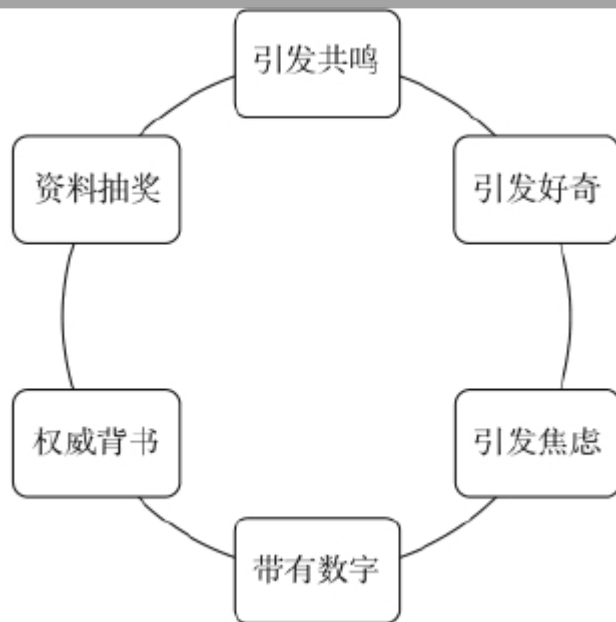 引发共鸣
资料抽奖
引发好奇
权威背书
引发焦虑
带有数字